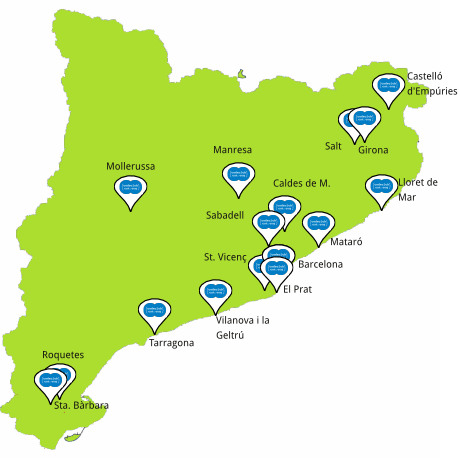 Castelló
d'Empúries
Salt
Girona
Manresa
Mollerussa
Caldes de M.
Lloret de
Mar
Sabadell
Mataró
St. Vicenç
Barcelona
El Prat
Vilanova i la
Geltrú
Tarragona
Roquetes
Sta. Bàrbara